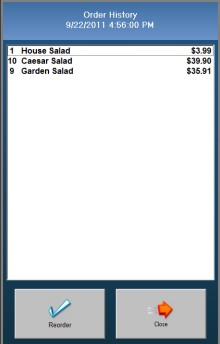 Order History
9/22/2011 4:56:00 PM
1 House Salad $3.99
10 Caesar Salad $39.90
9 Garden Salad $35.91
Reorder Close